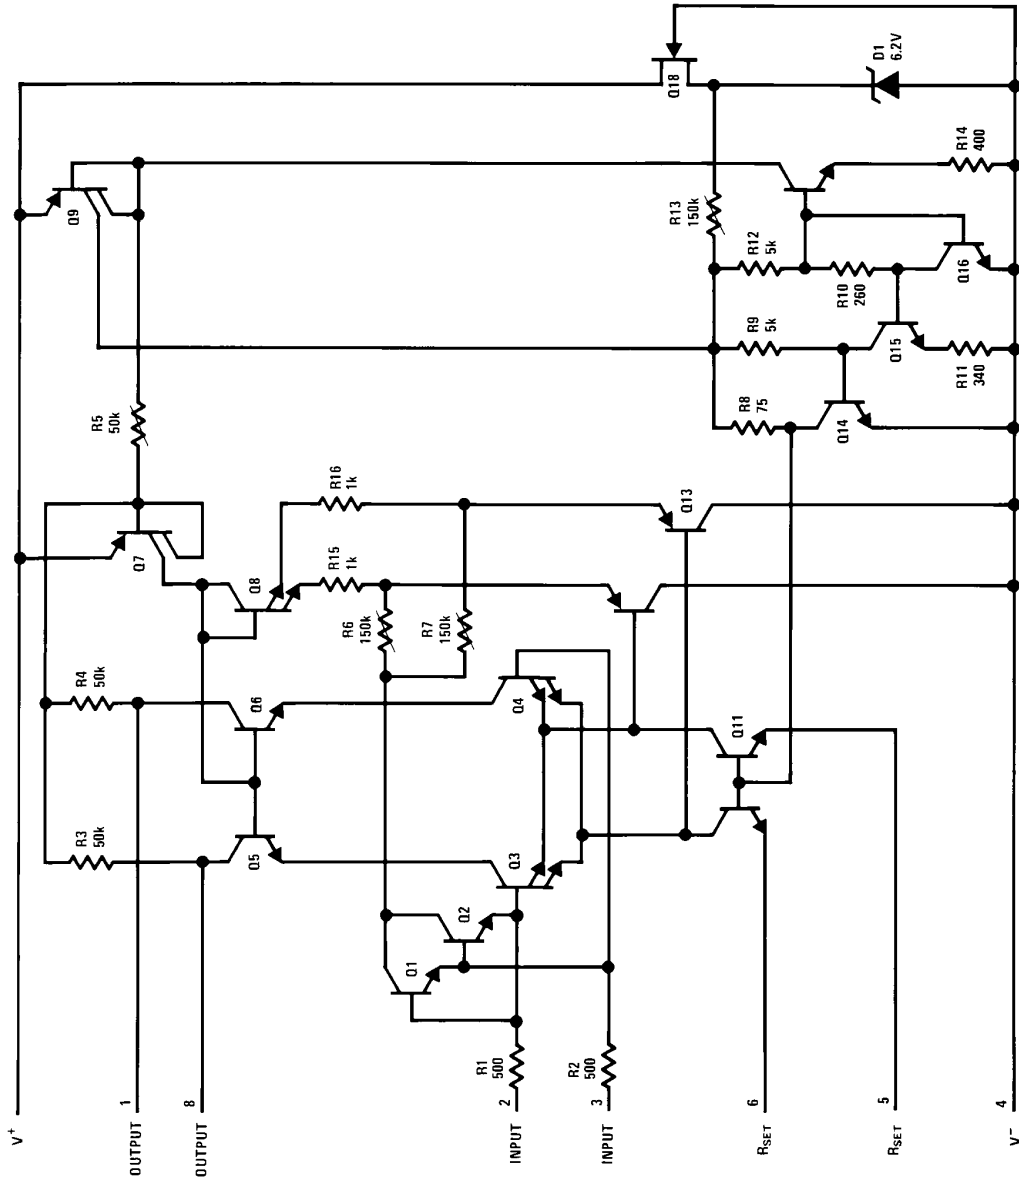 V+
OUTPUT 1
OUTPUT 8
INPUT 2
INPUT 3
RSET 6
RSET 5
V− 4
R3
50k
R4
50k
Q5
Q6
Q7
Q8
Q9
R5
50k
R15
1k
R16
1k
R6
150k
R7
150k
Q1
Q2
Q3
Q4
R1
500
R2
500
Q11
Q13
Q14
Q15
Q16
Q18
R8
75
R9
5k
R12
5k
R13
150k
R10
260
R11
340
R14
400
D1
6.2V